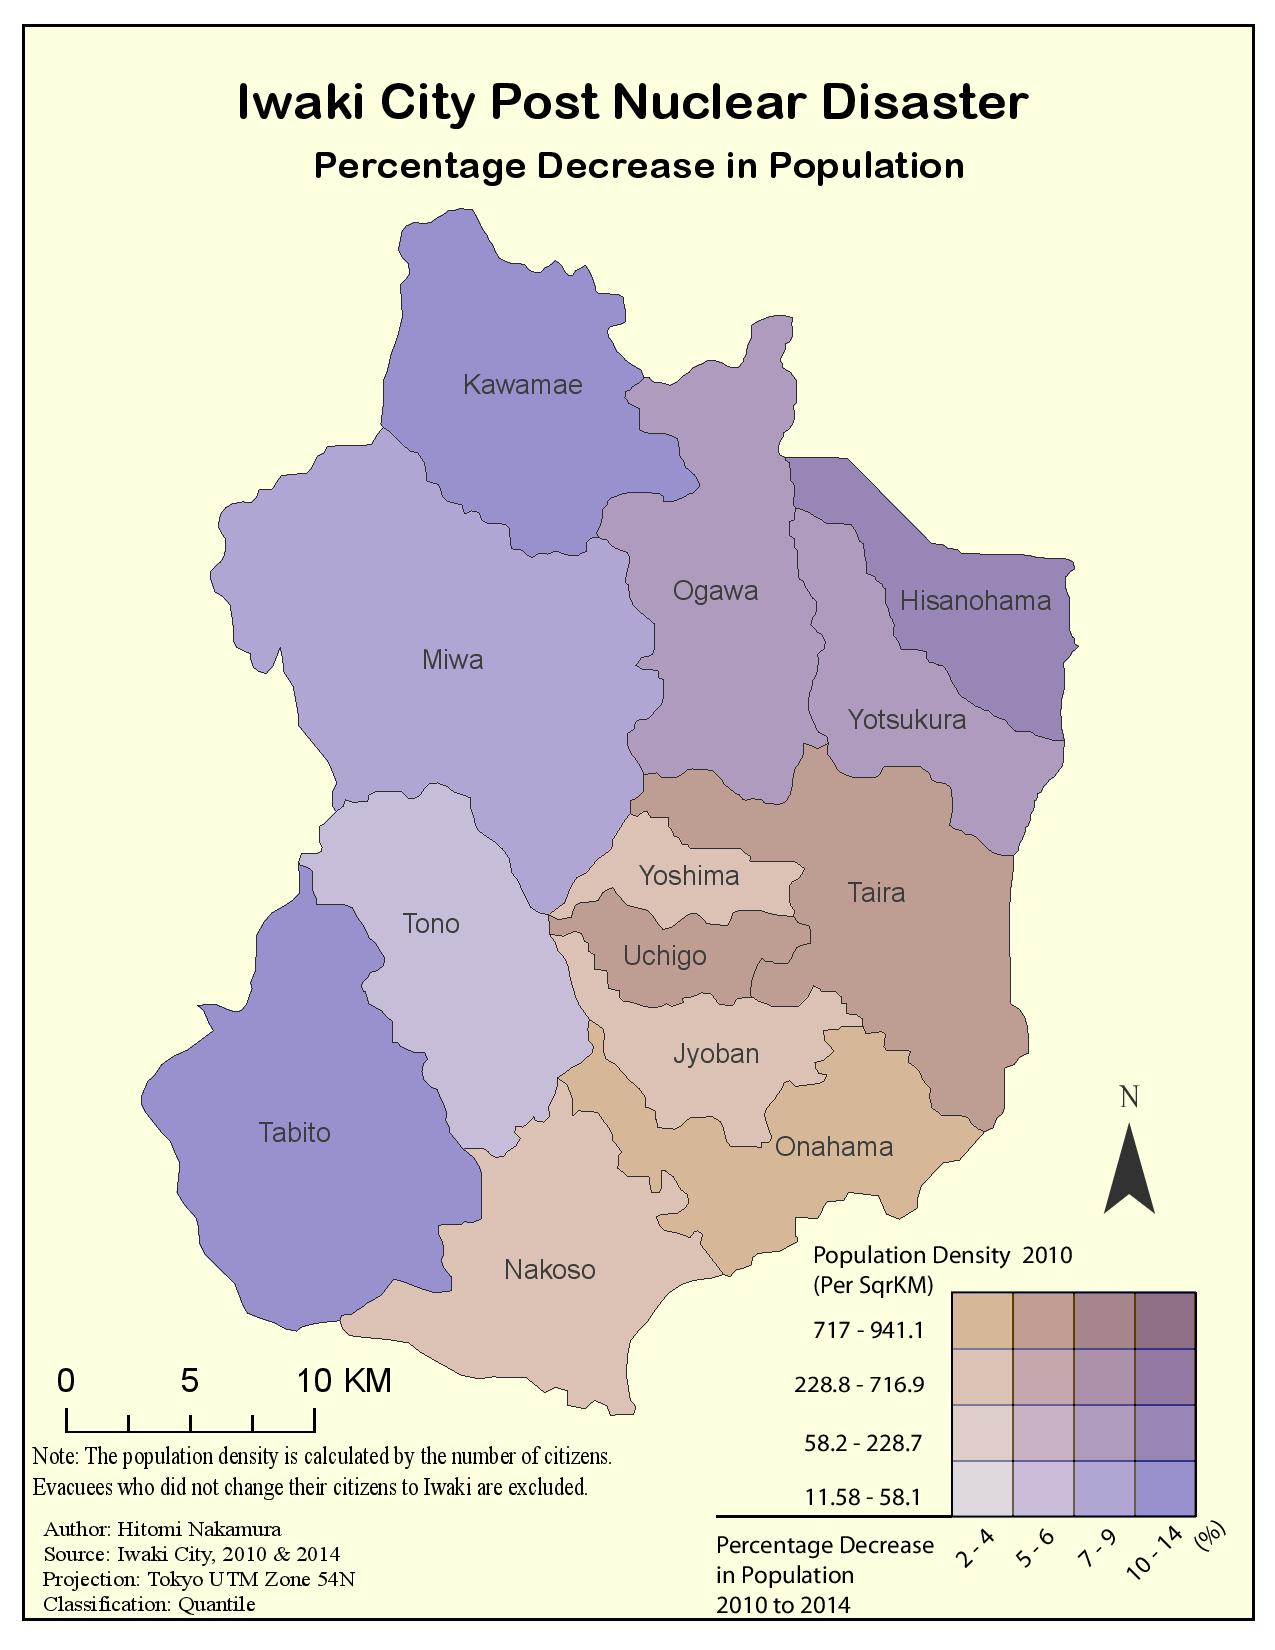 Iwaki City Post Nuclear Disaster
Percentage Decrease in Population
Kawamae
Ogawa
Hisanohama
Miwa
Yotsukura
Yoshima
Taira
Tono
Uchigo
Jyoban
Tabito
Onahama
Nakoso
N
Population Density 2010
(Per SqrKM)
717 - 941.1
228.8 - 716.9
58.2 - 228.7
11.58 - 58.1
Percentage Decrease
in Population
2010 to 2014
2 - 4
5 - 6
7 - 9
10 - 14
(%)
0 5 10 KM
Note: The population density is calculated by the number of citizens.
Evacuees who did not change their citizens to Iwaki are excluded.
Author: Hitomi Nakamura
Source: Iwaki City, 2010 & 2014
Projection: Tokyo UTM Zone 54N
Classification: Quantile